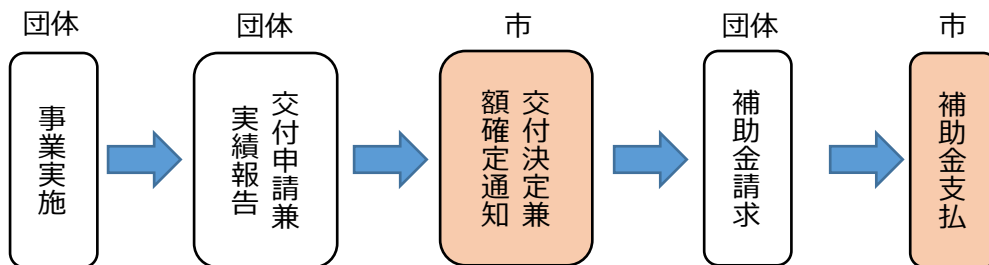 団体
事業実施
団体
交付申請兼
実績報告
市
交付決定兼
額確定通知
団体
補助金請求
市
補助金支払